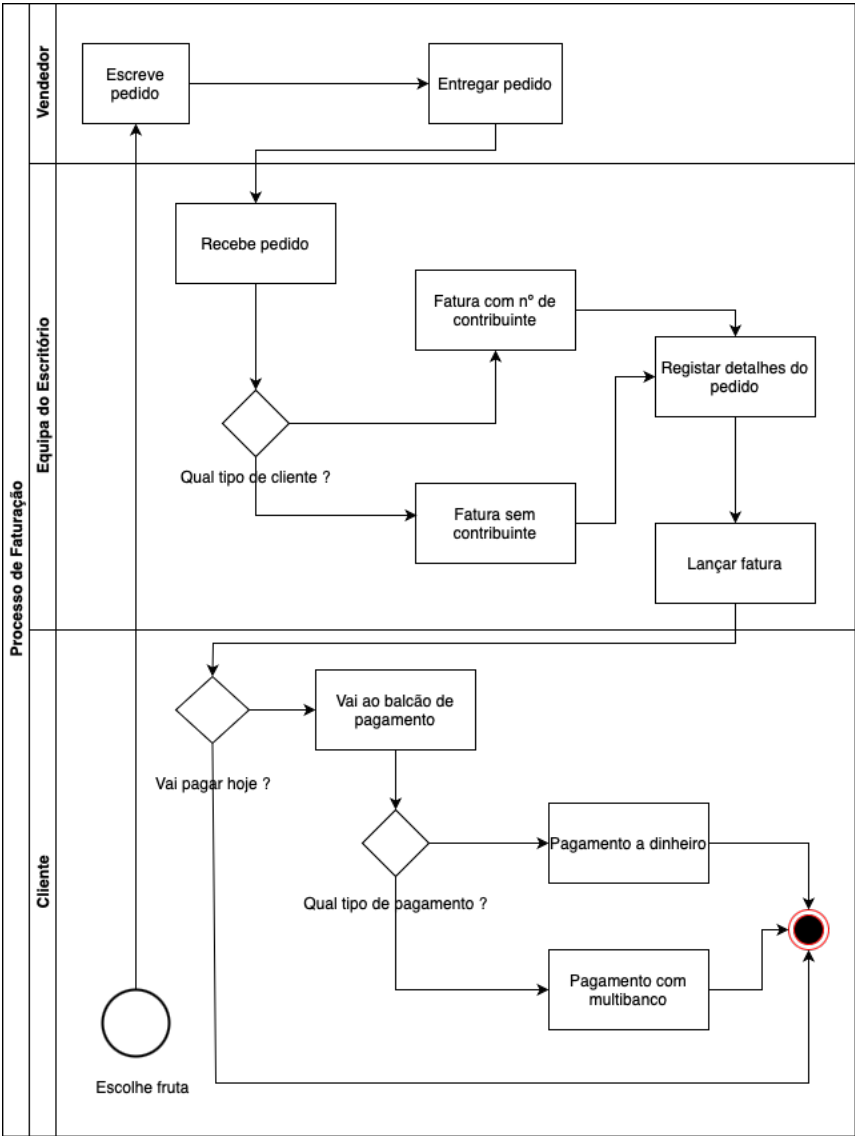 Processo de Faturação
Vendedor
Escreve
pedido
Entregar pedido
Equipa do Escritório
Recebe pedido
Fatura com nº de
contribuinte
Registar detalhes do
pedido
Qual tipo de cliente ?
Fatura sem
contribuinte
Lançar fatura
Cliente
Vai ao balcão de
pagamento
Vai pagar hoje ?
Pagamento a dinheiro
Qual tipo de pagamento ?
Pagamento com
multibanco
Escolhe fruta